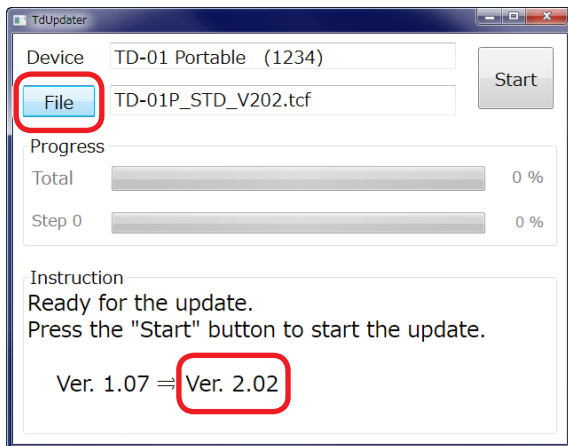 TdUpdater
Device TD-01 Portable (1234)
Start
File TD-01P_STD_V202.tcf
Progress
Total 0 %
Step 0 0 %
Instruction
Ready for the update.
Press the "Start" button to start the update.
Ver. 1.07 ⇒ Ver. 2.02